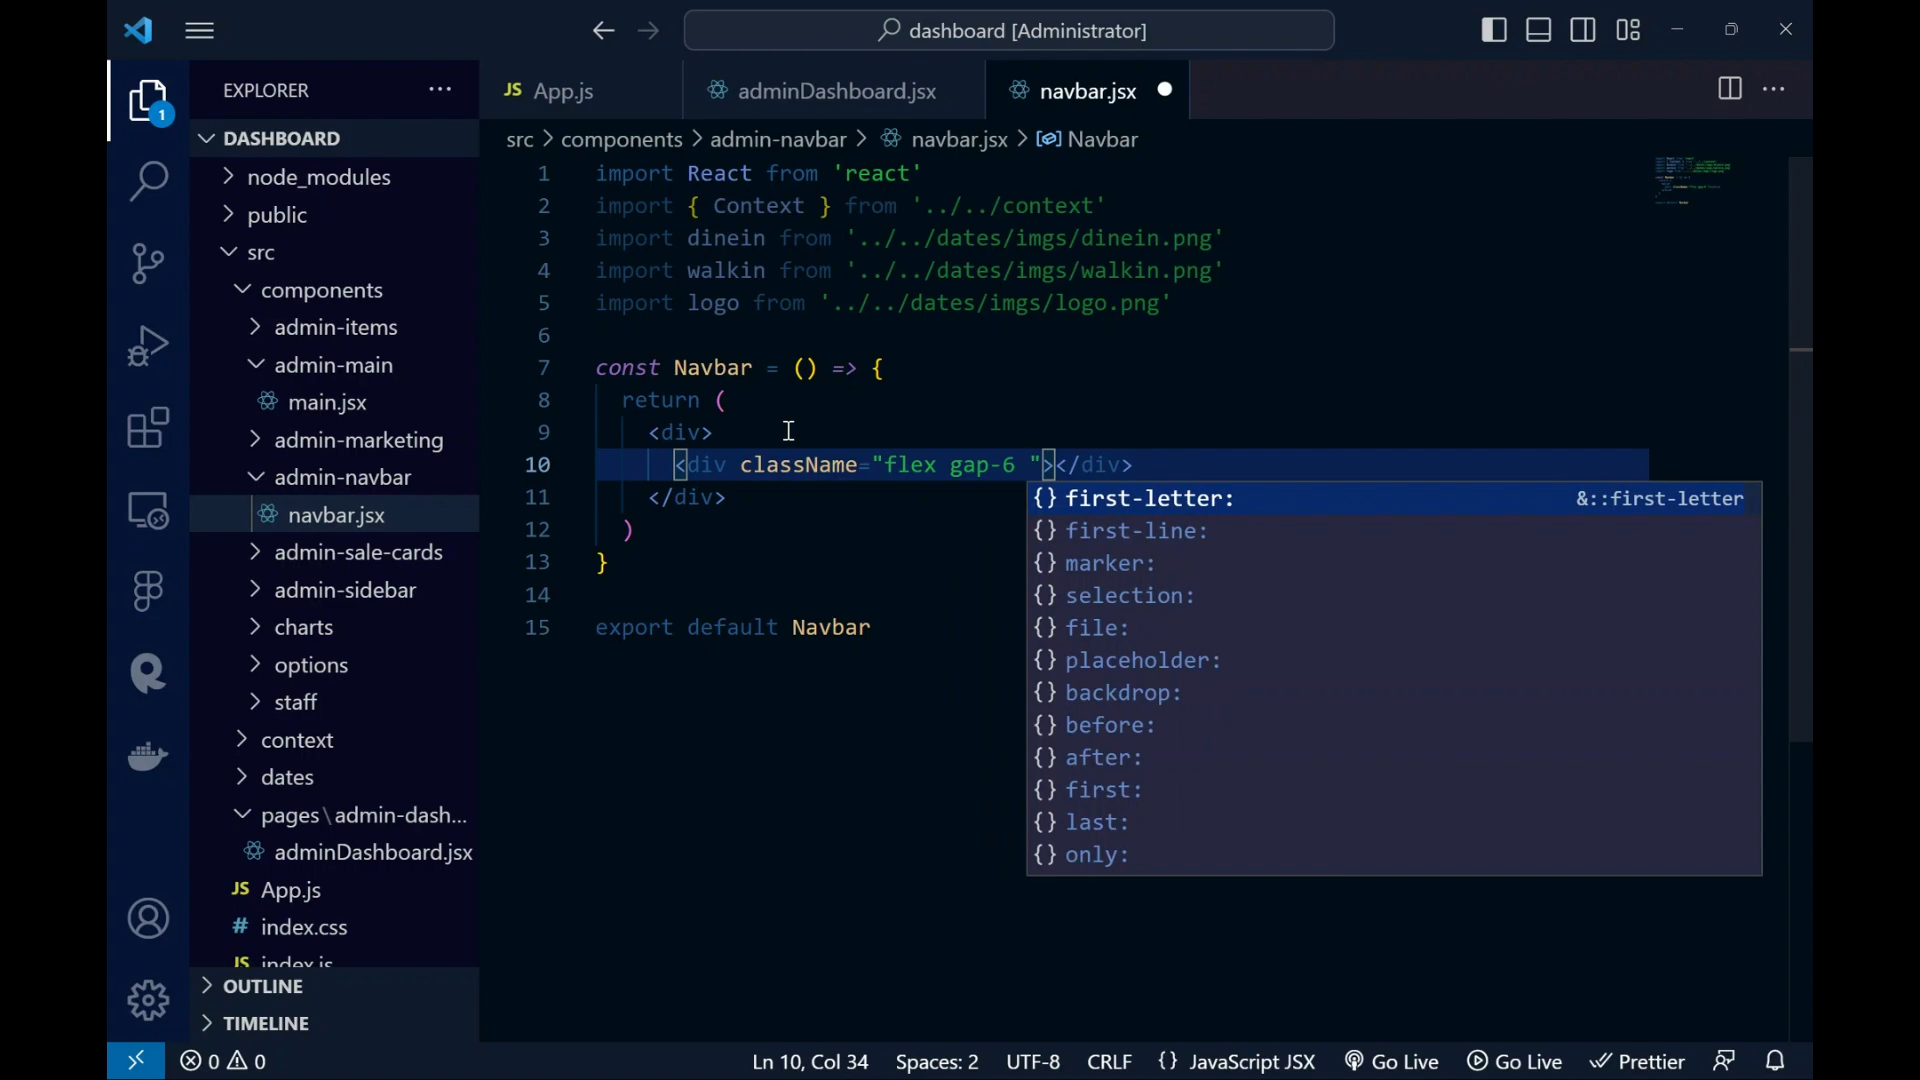 dashboard [Administrator]
EXPLORER
DASHBOARD
node_modules
public
src
components
admin-items
admin-main
main.jsx
admin-marketing
admin-navbar
navbar.jsx
admin-sale-cards
admin-sidebar
charts
options
staff
context
dates
pages\admin-dash...
adminDashboard.jsx
JS App.js
# index.css
JS index.js
OUTLINE
TIMELINE
1
JS App.js
adminDashboard.jsx
navbar.jsx
src > components > admin-navbar > navbar.jsx > Navbar
1 import React from 'react'
2 import { Context } from '../../context'
3 import dinein from '../../dates/imgs/dinein.png'
4 import walkin from '../../dates/imgs/walkin.png'
5 import logo from '../../dates/imgs/logo.png'
6
7 const Navbar = () => {
8 return (
9 <div>
10 <div className="flex gap-6 "></div>
11 </div>
12 )
13 }
14
15 export default Navbar
{} first-letter: &::first-letter
{} first-line:
{} marker:
{} selection:
{} file:
{} placeholder:
{} backdrop:
{} before:
{} after:
{} first:
{} last:
{} only:
0 0 Ln 10, Col 34 Spaces: 2 UTF-8 CRLF {} JavaScript JSX Go Live Go Live Prettier